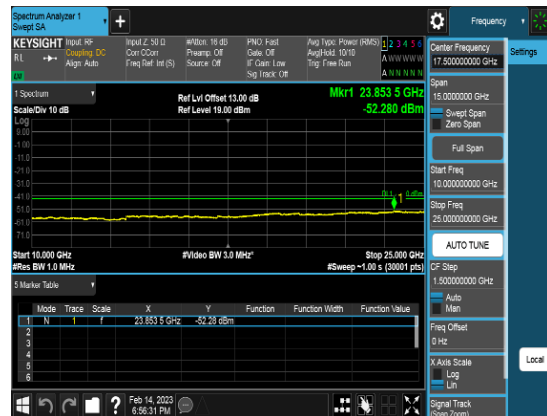 Spectrum Analyzer 1
Swept SA
+
Frequency
KEYSIGHT Input: RF
RL
Coupling: DC
Align: Auto
Input Z: 50 Ω
Corr CCorr
Freq Ref: Int (S)
#Atten: 16 dB
Preamp: Off
Source: Off
PNO: Fast
Gate: Off
IF Gain: Low
Sig Track: Off
Avg Type: Power (RMS)
Avg|Hold: 10/10
Trig: Free Run
1 2 3 4 5 6
A W W W W W
A N N N N N
LM
1 Spectrum
Scale/Div 10 dB
Ref Lvl Offset 13.00 dB
Ref Level 19.00 dBm
Mkr1 23.853 5 GHz
-52.280 dBm
Log
9.00
-1.00
-11.0
-21.0
-31.0
-41.0
-51.0
-61.0
-71.0
1
Start 10.000 GHz
#Res BW 1.0 MHz
#Video BW 3.0 MHz*
Stop 25.000 GHz
#Sweep ~1.00 s (30001 pts)
5 Marker Table
Mode Trace Scale X Y Function Function Width Function Value
1 N 1 f 23.853 5 GHz -52.28 dBm
2
3
4
5
6
Feb 14, 2023
6:56:31 PM
?
Center Frequency
17.500000000 GHz
Settings
Span
15.0000000 GHz
Swept Span
Zero Span
Full Span
Start Freq
10.000000000 GHz
Stop Freq
25.000000000 GHz
AUTO TUNE
CF Step
1.500000000 GHz
Auto
Man
Freq Offset
0 Hz
X Axis Scale
Log
Lin
Local
Signal Track
(Span Zoom)